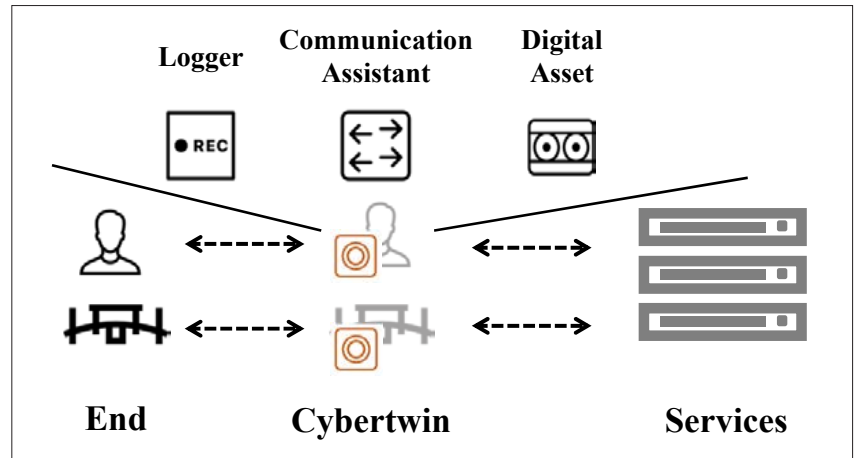 Logger
Communication
Assistant
Digital
Asset
REC
End
Cybertwin
Services